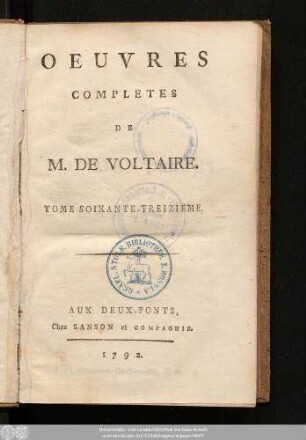 OEUVRES
COMPLETES
DE
M. DE VOLTAIRE.
TOME SOIXANTE-TREIZIEME.
AUX DEUX-PONTS,
Chez SANSON et COMPAGNIE.
1792.